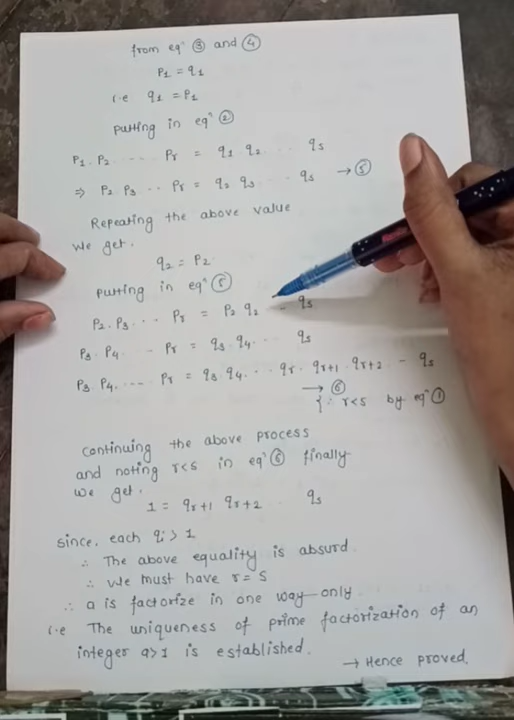 from eqⁿ ③ and ④
P₁ = q₁
i.e q₁ = P₁
putting in eqⁿ ②
P₁. P₂ ..... Pr = q₁ q₂ .... qs
⇒ P₂ P₃ ... Pr = q₂ q₃ .... qs → ⑤
Repeating the above value
we get.
q₂ = P₂.
putting in eqⁿ ⑤
P₂. P₃ .... Pr = P₂ q₂ - qs
P₃. P₄ ... Pr = q₃. q₄ .. qs
P₃ P₄ .... Pr = q₃ q₄ ... qr. qr+1 qr+2 - qs
→ ⑥
{∵ r<s by eqⁿ ①
Continuing the above process
and noting r<s in eqⁿ ⑥ finally
we get.
1 = qr+1 qr+2 .. qs
since, each qi > 1
∴ The above equality is absurd.
∴ We must have r = s
∴ a is factorize in one way only.
i.e The uniqueness of prime factorization of an
integer a>1 is established.
→ Hence proved.